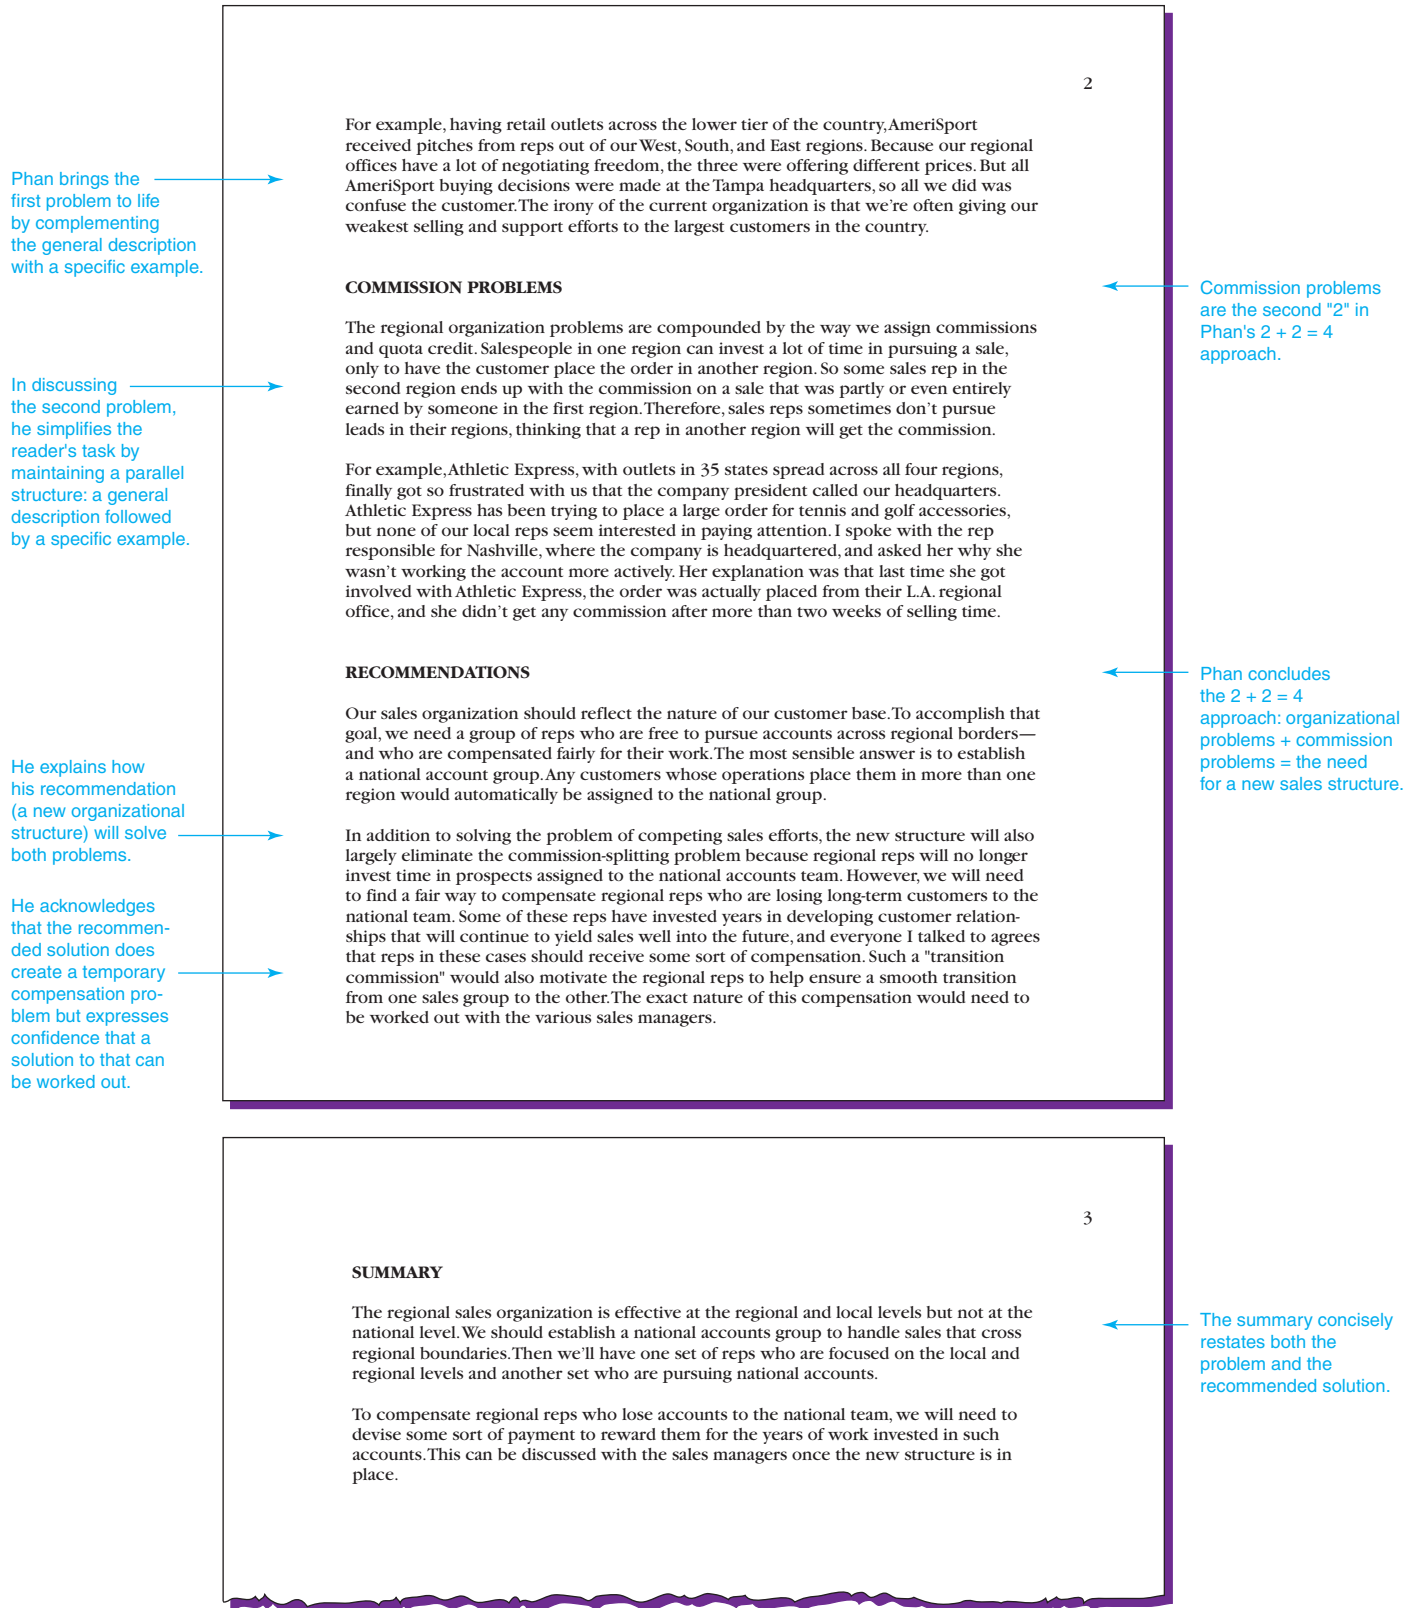 2
For example, having retail outlets across the lower tier of the country, AmeriSport
received pitches from reps out of our West, South, and East regions. Because our regional
offices have a lot of negotiating freedom, the three were offering different prices. But all
AmeriSport buying decisions were made at the Tampa headquarters, so all we did was
confuse the customer. The irony of the current organization is that we're often giving our
weakest selling and support efforts to the largest customers in the country.
Phan brings the
first problem to life
by complementing
the general description
with a specific example.
COMMISSION PROBLEMS
Commission problems
are the second "2" in
Phan's 2 + 2 = 4
approach.
The regional organization problems are compounded by the way we assign commissions
and quota credit. Salespeople in one region can invest a lot of time in pursuing a sale,
only to have the customer place the order in another region. So some sales rep in the
second region ends up with the commission on a sale that was partly or even entirely
earned by someone in the first region. Therefore, sales reps sometimes don't pursue
leads in their regions, thinking that a rep in another region will get the commission.
In discussing
the second problem,
he simplifies the
reader's task by
maintaining a parallel
structure: a general
description followed
by a specific example.
For example, Athletic Express, with outlets in 35 states spread across all four regions,
finally got so frustrated with us that the company president called our headquarters.
Athletic Express has been trying to place a large order for tennis and golf accessories,
but none of our local reps seem interested in paying attention. I spoke with the rep
responsible for Nashville, where the company is headquartered, and asked her why she
wasn't working the account more actively. Her explanation was that last time she got
involved with Athletic Express, the order was actually placed from their L.A. regional
office, and she didn't get any commission after more than two weeks of selling time.
RECOMMENDATIONS
Phan concludes
the 2 + 2 = 4
approach: organizational
problems + commission
problems = the need
for a new sales structure.
Our sales organization should reflect the nature of our customer base. To accomplish that
goal, we need a group of reps who are free to pursue accounts across regional borders—
and who are compensated fairly for their work. The most sensible answer is to establish
a national account group. Any customers whose operations place them in more than one
region would automatically be assigned to the national group.
He explains how
his recommendation
(a new organizational
structure) will solve
both problems.
In addition to solving the problem of competing sales efforts, the new structure will also
largely eliminate the commission-splitting problem because regional reps will no longer
invest time in prospects assigned to the national accounts team. However, we will need
to find a fair way to compensate regional reps who are losing long-term customers to the
national team. Some of these reps have invested years in developing customer relation-
ships that will continue to yield sales well into the future, and everyone I talked to agrees
that reps in these cases should receive some sort of compensation. Such a "transition
commission" would also motivate the regional reps to help ensure a smooth transition
from one sales group to the other. The exact nature of this compensation would need to
be worked out with the various sales managers.
He acknowledges
that the recommen-
ded solution does
create a temporary
compensation pro-
blem but expresses
confidence that a
solution to that can
be worked out.
3
SUMMARY
The regional sales organization is effective at the regional and local levels but not at the
national level. We should establish a national accounts group to handle sales that cross
regional boundaries. Then we'll have one set of reps who are focused on the local and
regional levels and another set who are pursuing national accounts.
The summary concisely
restates both the
problem and the
recommended solution.
To compensate regional reps who lose accounts to the national team, we will need to
devise some sort of payment to reward them for the years of work invested in such
accounts. This can be discussed with the sales managers once the new structure is in
place.